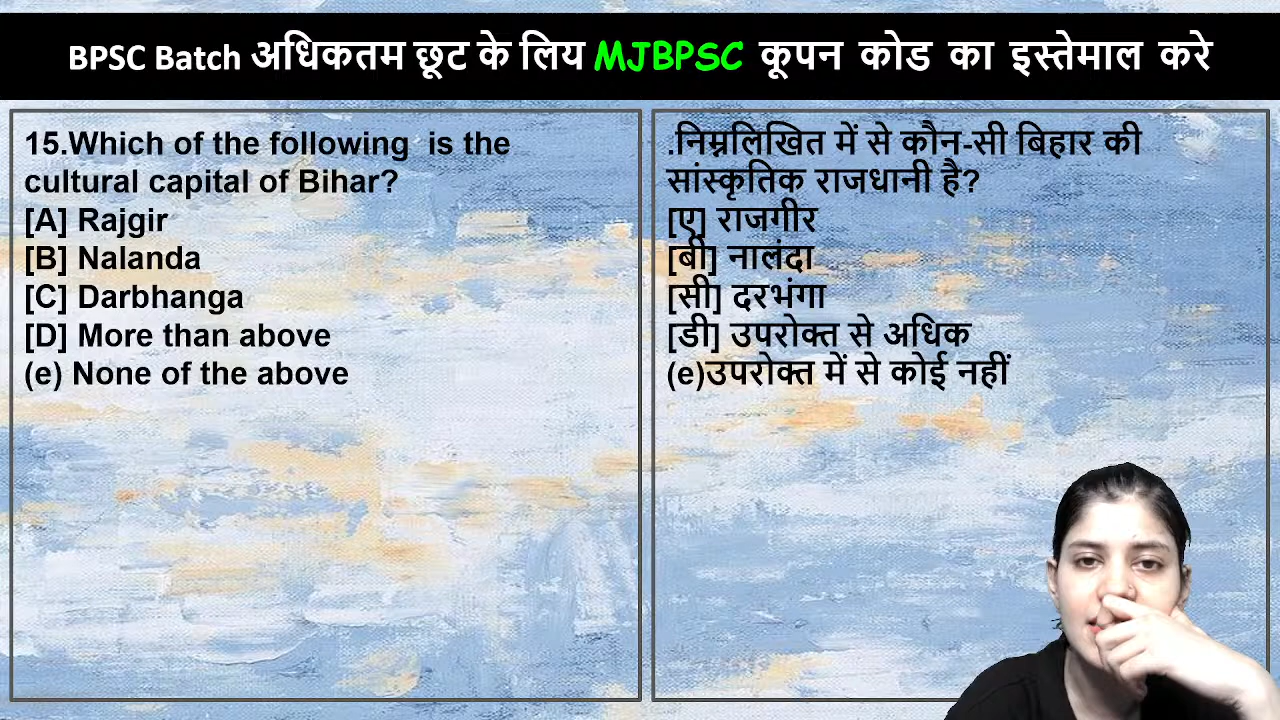 BPSC Batch अधिकतम छूट के लिय MJBPSC कूपन कोड का इस्तेमाल करे
15.Which of the following is the
cultural capital of Bihar?
[A] Rajgir
[B] Nalanda
[C] Darbhanga
[D] More than above
(e) None of the above
.निम्नलिखित में से कौन-सी बिहार की
सांस्कृतिक राजधानी है?
[ए] राजगीर
[बी] नालंदा
[सी] दरभंगा
[डी] उपरोक्त से अधिक
(e)उपरोक्त में से कोई नहीं